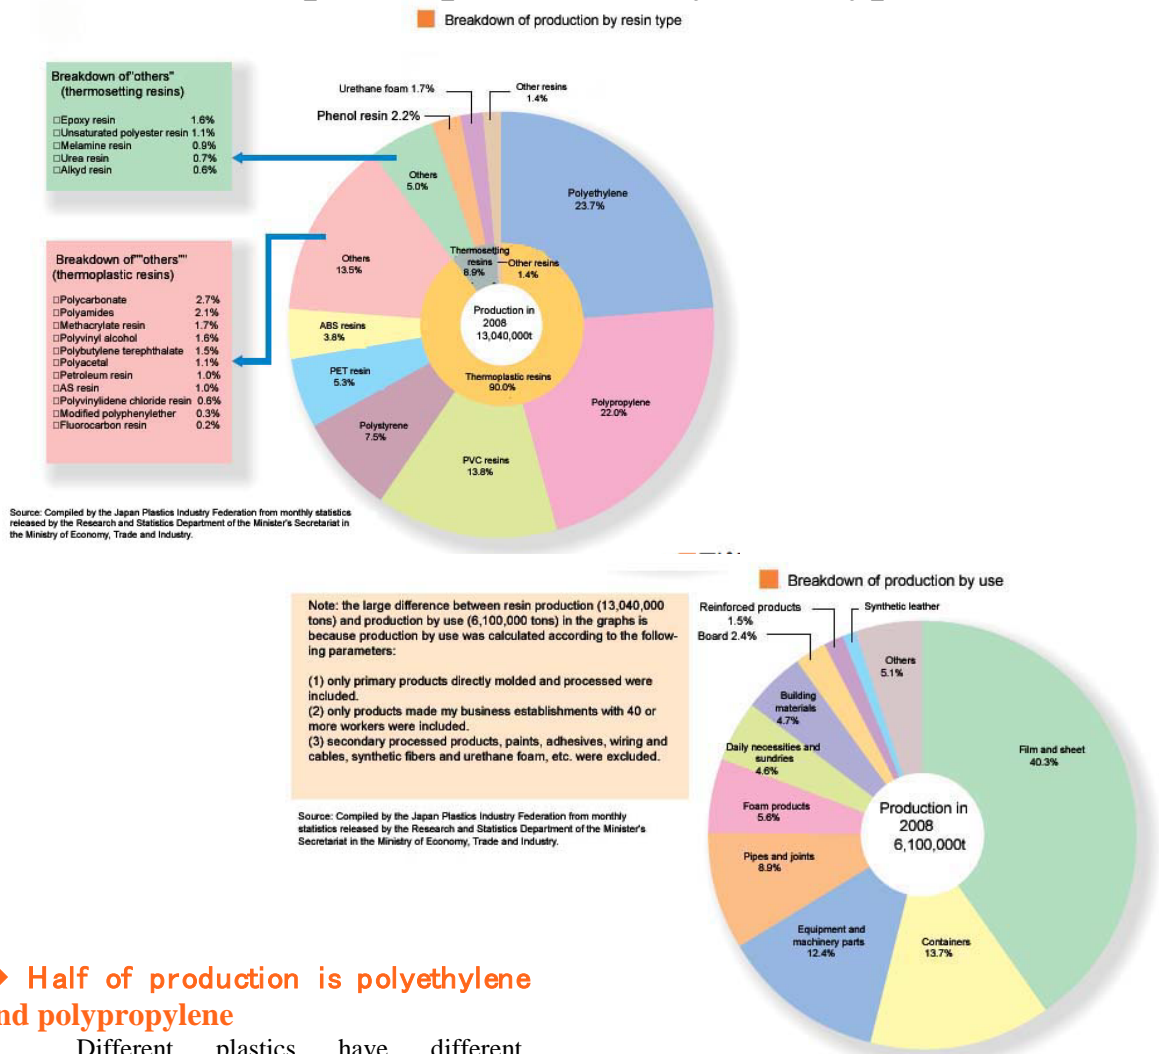 Breakdown of production by resin type
Breakdown of"others"
(thermosetting resins)
□Epoxy resin 1.6%
□Unsaturated polyester resin 1.1%
□Melamine resin 0.9%
□Urea resin 0.7%
□Alkyd resin 0.6%
Breakdown of""others""
(thermoplastic resins)
□Polycarbonate 2.7%
□Polyamides 2.1%
□Methacrylate resin 1.7%
□Polyvinyl alcohol 1.6%
□Polybutylene terephthalate 1.5%
□Polyacetal 1.1%
□Petroleum resin 1.0%
□AS resin 1.0%
□Polyvinylidene chloride resin 0.6%
□Modified polyphenylether 0.3%
□Fluorocarbon resin 0.2%
Urethane foam 1.7%
Other resins
1.4%
Phenol resin 2.2%
Others
5.0%
Polyethylene
23.7%
Others
13.5%
Thermosetting
resins
8.9%
Other resins
1.4%
Production in
2008
13,040,000t
ABS resins
3.8%
PET resin
5.3%
Thermoplastic resins
90.0%
Polypropylene
22.0%
Polystyrene
7.5%
PVC resins
13.8%
Source: Compiled by the Japan Plastics Industry Federation from monthly statistics
released by the Research and Statistics Department of the Minister's Secretariat in
the Ministry of Economy, Trade and Industry.
Breakdown of production by use
Note: the large difference between resin production (13,040,000
tons) and production by use (6,100,000 tons) in the graphs is
because production by use was calculated according to the follow-
ing parameters:
(1) only primary products directly molded and processed were
included.
(2) only products made my business establishments with 40 or
more workers were included.
(3) secondary processed products, paints, adhesives, wiring and
cables, synthetic fibers and urethane foam, etc. were excluded.
Source: Compiled by the Japan Plastics Industry Federation from monthly
statistics released by the Research and Statistics Department of the Minister's
Secretariat in the Ministry of Economy, Trade and Industry.
Reinforced products
1.5%
Board 2.4%
Synthetic leather
Others
5.1%
Building
materials
4.7%
Daily necessities and
sundries
4.6%
Film and sheet
40.3%
Foam products
5.6%
Production in
2008
6,100,000t
Pipes and joints
8.9%
Equipment and
machinery parts
12.4%
Containers
13.7%
Half of production is polyethylene
nd polypropylene
Different plastics have different